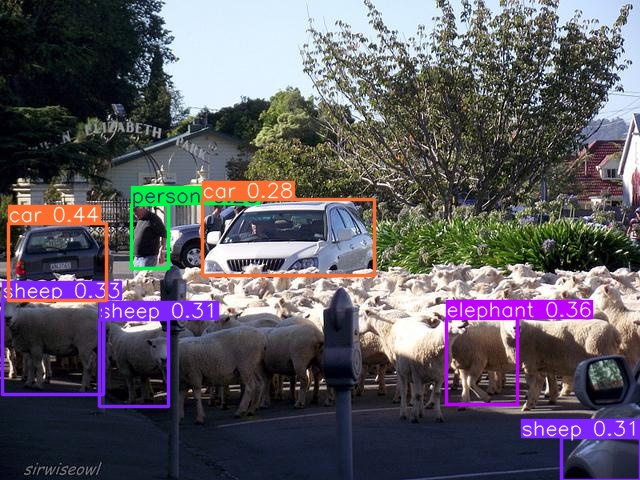 ELIZABETH PARK
person
car 0.28
car 0.44
sheep 0.33
sheep 0.31
elephant 0.36
sheep 0.31
sirwiseowl